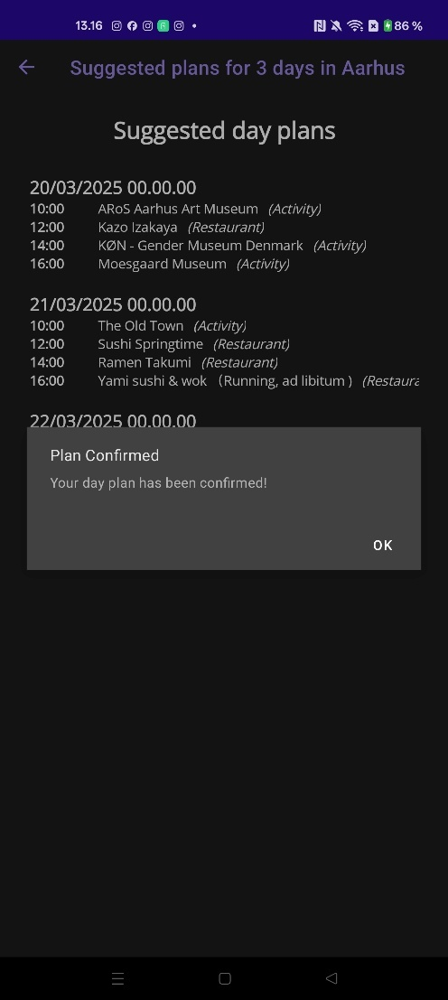 13.16 86 %
Suggested plans for 3 days in Aarhus
Suggested day plans
20/03/2025 00.00.00
10:00 ARoS Aarhus Art Museum (Activity)
12:00 Kazo Izakaya (Restaurant)
14:00 KØN - Gender Museum Denmark (Activity)
16:00 Moesgaard Museum (Activity)
21/03/2025 00.00.00
10:00 The Old Town (Activity)
12:00 Sushi Springtime (Restaurant)
14:00 Ramen Takumi (Restaurant)
16:00 Yami sushi & wok （Running, ad libitum ) (Restaura
22/03/2025 00.00.00
Plan Confirmed
Your day plan has been confirmed!
OK